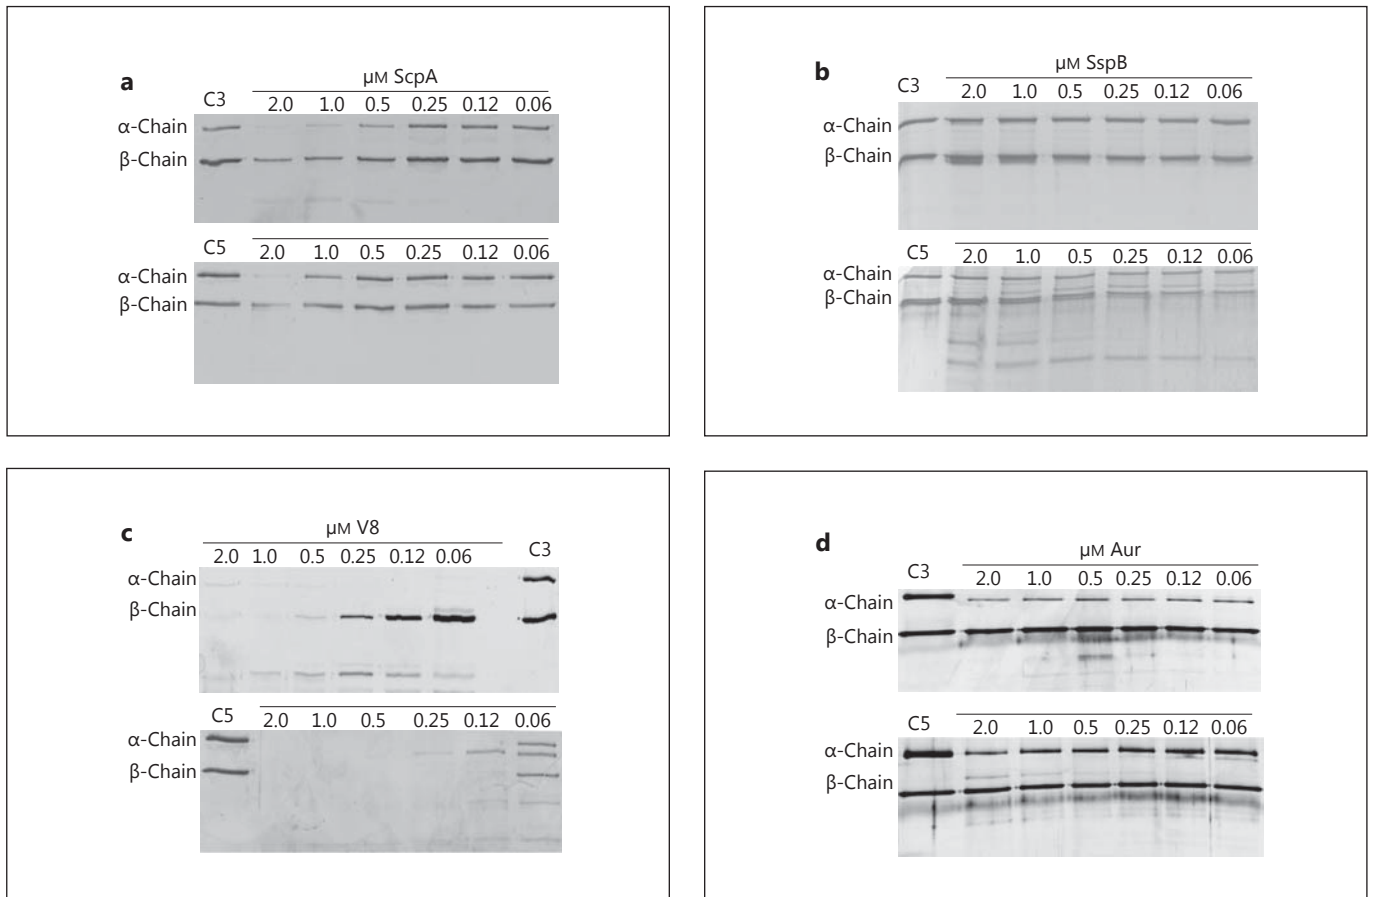 a
µM ScpA
C3 2.0 1.0 0.5 0.25 0.12 0.06
α-Chain
β-Chain
C5 2.0 1.0 0.5 0.25 0.12 0.06
α-Chain
β-Chain
b
µM SspB
C3 2.0 1.0 0.5 0.25 0.12 0.06
α-Chain
β-Chain
C5 2.0 1.0 0.5 0.25 0.12 0.06
α-Chain
β-Chain
c
µM V8
2.0 1.0 0.5 0.25 0.12 0.06 C3
α-Chain
β-Chain
C5 2.0 1.0 0.5 0.25 0.12 0.06
α-Chain
β-Chain
d
µM Aur
C3 2.0 1.0 0.5 0.25 0.12 0.06
α-Chain
β-Chain
C5 2.0 1.0 0.5 0.25 0.12 0.06
α-Chain
β-Chain